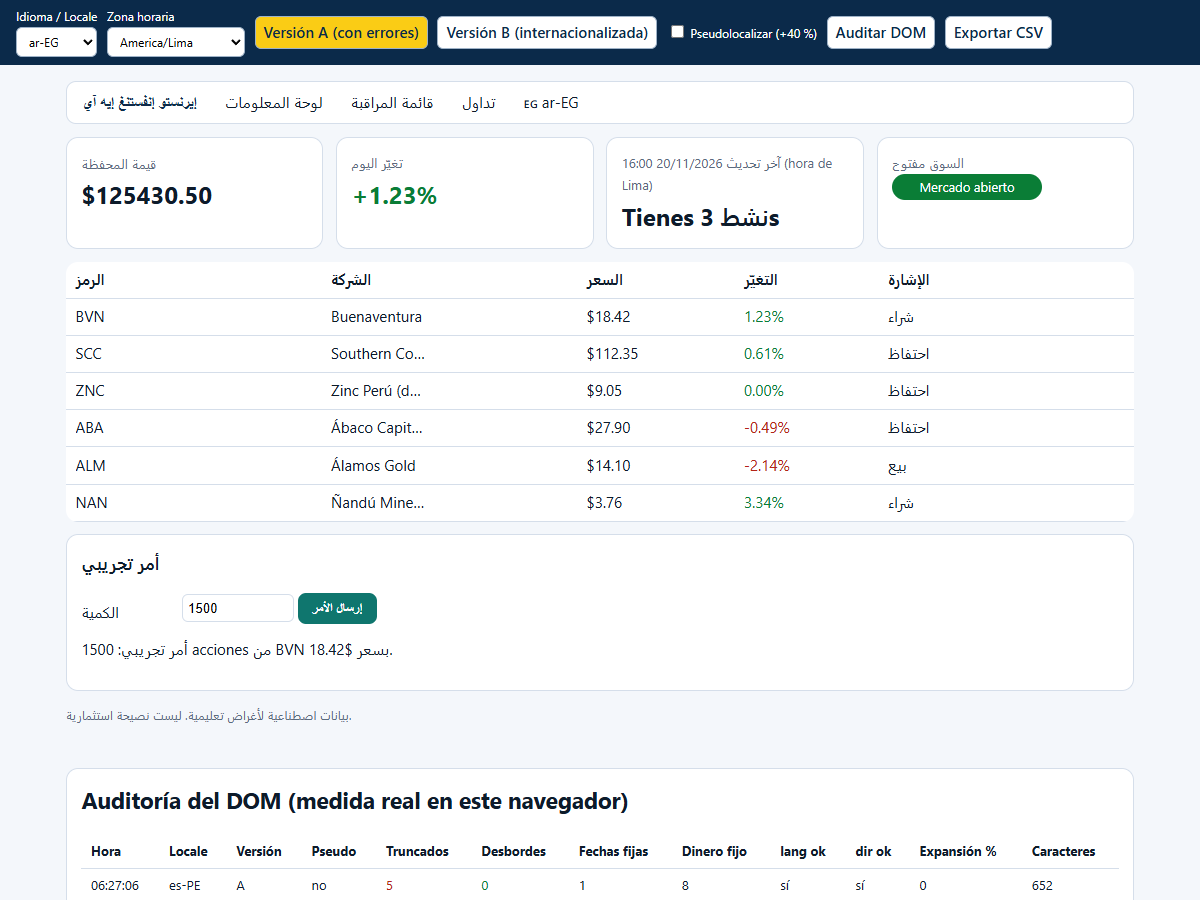 Idioma / Locale Zona horaria
ar-EG America/Lima Versión A (con errores) Versión B (internacionalizada) Pseudolocalizar (+40 %) Auditar DOM Exportar CSV
إيرنستو إنفستنغ إيه آي لوحة المعلومات قائمة المراقبة تداول EG ar-EG
قيمة المحفظة
$125430.50
تغيّر اليوم
+1.23%
16:00 20/11/2026 آخر تحديث (hora de
Lima)
Tienes 3 منشط
السوق مفتوح
Mercado abierto
الرمز الشركة السعر التغيّر الإشارة
BVN Buenaventura $18.42 1.23% شراء
SCC Southern Co... $112.35 0.61% احتفاظ
ZNC Zinc Perú (d... $9.05 0.00% احتفاظ
ABA Ábaco Capit... $27.90 -0.49% احتفاظ
ALM Álamos Gold $14.10 -2.14% بيع
NAN Ñandú Mine... $3.76 3.34% شراء
أمر تجريبي
الكمية 1500 إرسال الأمر
أمر تجريبي: 1500 acciones من BVN بسعر $18.42.
بيانات اصطناعية لأغراض تعليمية. ليست نصيحة استثمارية.
Auditoría del DOM (medida real en este navegador)
Hora Locale Versión Pseudo Truncados Desbordes Fechas fijas Dinero fijo lang ok dir ok Expansión % Caracteres
06:27:06 es-PE A no 5 0 1 8 sí sí 0 652